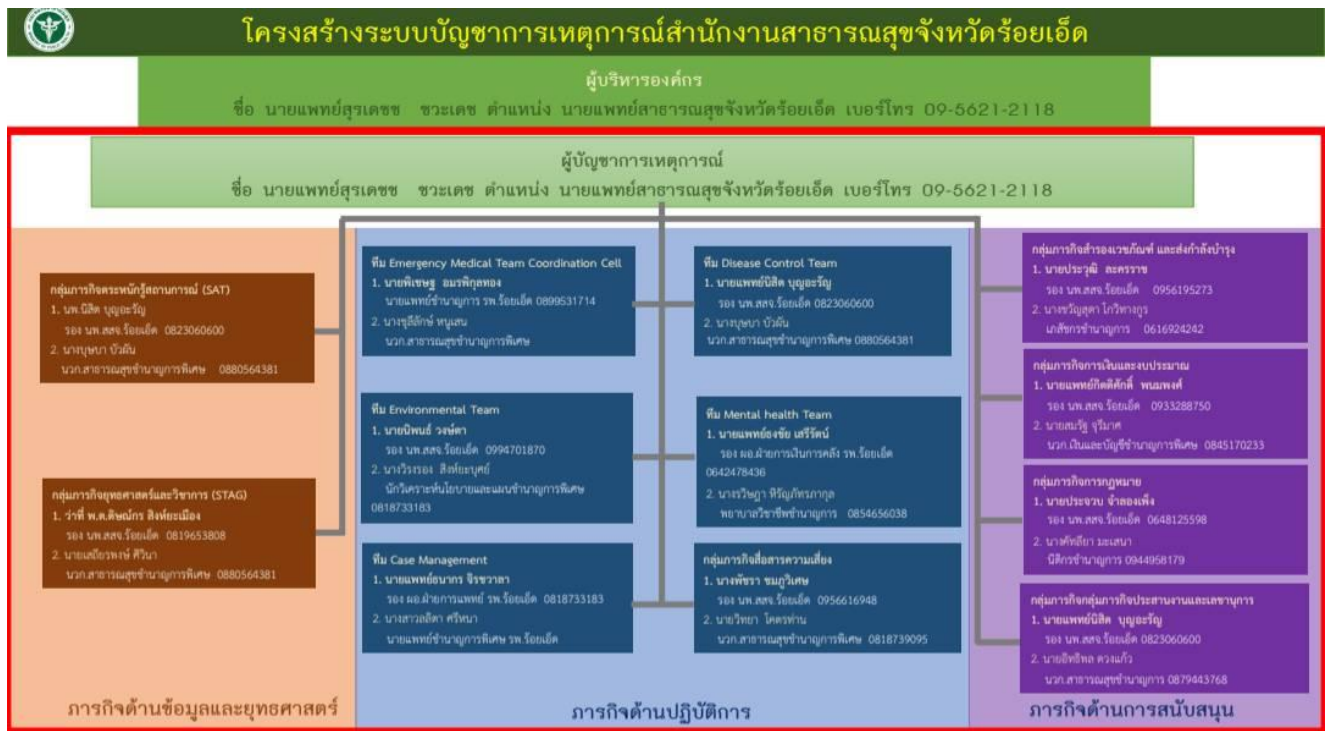 โครงสร้างระบบบัญชาการเหตุการณ์สำนักงานสาธารณสุขจังหวัดร้อยเอ็ด
ผู้บริหารองค์กร
ชื่อ นายแพทย์สุรเดชช ชวะเดช ตำแหน่ง นายแพทย์สาธารณสุขจังหวัดร้อยเอ็ด เบอร์โทร 09-5621-2118
ผู้บัญชาการเหตุการณ์
ชื่อ นายแพทย์สุรเดชช ชวะเดช ตำแหน่ง นายแพทย์สาธารณสุขจังหวัดร้อยเอ็ด เบอร์โทร 09-5621-2118
กลุ่มภารกิจตระหนักรู้สถานการณ์ (SAT)
1. นพ.นิสิต บุญอะรัญ
รอง นพ.สสจ.ร้อยเอ็ด 0823060600
2. นางบุษบา บัวผัน
นวก.สาธารณสุขชำนาญการพิเศษ 0880564381
กลุ่มภารกิจยุทธศาสตร์และวิชาการ (STAG)
1. ว่าที่ พ.ต.ดิษณ์กร สิงห์ยะเมือง
รอง นพ.สสจ.ร้อยเอ็ด 0819653808
2. นายเสถียรพงษ์ ศิวินา
นวก.สาธารณสุขชำนาญการพิเศษ 0880564381
ภารกิจด้านข้อมูลและยุทธศาสตร์
ทีม Emergency Medical Team Coordination Cell
1. นายพิเชษฐ อมรพิกุลทอง
นายแพทย์ชำนาญการ รพ.ร้อยเอ็ด 0899531714
2. นางชุลีลักษ์ หนูเสน
นวก.สาธารณสุขชำนาญการพิเศษ
ทีม Environmental Team
1. นายนิพนธ์ วงษ์ตา
รอง นพ.สสจ.ร้อยเอ็ด 0994701870
2. นางวิรงรอง สิงห์ยะบุศย์
นักวิเคราะห์นโยบายและแผนชำนาญการพิเศษ
0818733183
ทีม Case Management
1. นายแพทย์ธนากร จิรชวาลา
รอง ผอ.ฝ่ายการแพทย์ รพ.ร้อยเอ็ด 0818733183
2. นางสาวลลิตา ศรีหนา
นายแพทย์ชำนาญการพิเศษ รพ.ร้อยเอ็ด
ทีม Disease Control Team
1. นายแพทย์นิสิต บุญอะรัญ
รอง นพ.สสจ.ร้อยเอ็ด 0823060600
2. นางบุษบา บัวผัน
นวก.สาธารณสุขชำนาญการพิเศษ 0880564381
ทีม Mental health Team
1. นายแพทย์ธงชัย เสรีรัตน์
รอง ผอ.ฝ่ายการเงินการคลัง รพ.ร้อยเอ็ด
0642478436
2. นางรวิษฎา หิรัญภัทรภากุล
พยาบาลวิชาชีพชำนาญการ 0854656038
กลุ่มภารกิจสื่อสารความเสี่ยง
1. นางพัชรา ชมภูวิเศษ
รอง นพ.สสจ.ร้อยเอ็ด 0956616948
2. นายวิทยา โคตรท่าน
นวก.สาธารณสุขชำนาญการพิเศษ 0818739095
ภารกิจด้านปฏิบัติการ
กลุ่มภารกิจสำรองเวชภัณฑ์ และส่งกำลังบำรุง
1. นายประวุฒิ ละครราช
รอง นพ.สสจ.ร้อยเอ็ด 0956195273
2. นางขวัญสุดา โกวิทางกูร
เภสัชกรชำนาญการ 0616924242
กลุ่มภารกิจการเงินและงบประมาณ
1. นายแพทย์กิตติศักดิ์ พนมพงศ์
รอง นพ.สสจ.ร้อยเอ็ด 0933288750
2. นายสมรัฐ จุรีมาศ
นวก.เงินและบัญชีชำนาญการพิเศษ 0845170233
กลุ่มภารกิจการกฎหมาย
1. นายประจวบ จำลองเพ็ง
รอง นพ.สสจ.ร้อยเอ็ด 0648125598
2. นางคัทลียา มะเสนา
นิติกรชำนาญการ 0944958179
กลุ่มภารกิจกลุ่มภารกิจประสานงานและเลขานุการ
1. นายแพทย์นิสิต บุญอะรัญ
รอง นพ.สสจ.ร้อยเอ็ด 0823060600
2. นายอิทธิพล ดวงแก้ว
นวก.สาธารณสุขชำนาญการ 0879443768
ภารกิจด้านการสนับสนุน